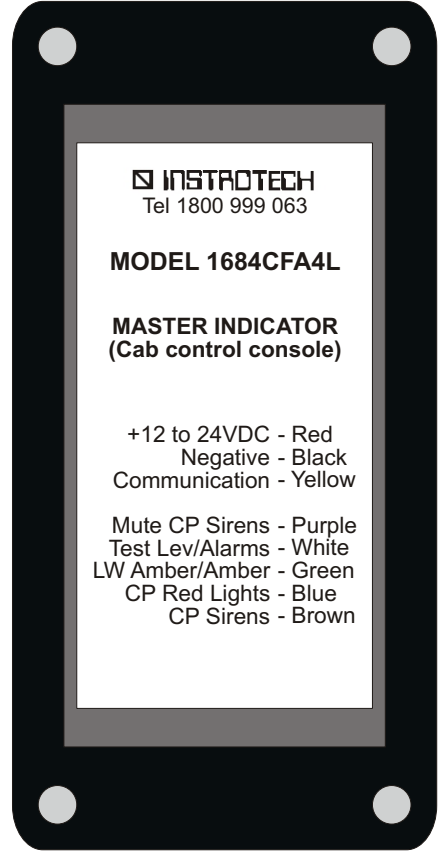 INSTROTECH
Tel 1800 999 063
MODEL 1684CFA4L
MASTER INDICATOR
(Cab control console)
+12 to 24VDC - Red
Negative - Black
Communication - Yellow
Mute CP Sirens - Purple
Test Lev/Alarms - White
LW Amber/Amber - Green
CP Red Lights - Blue
CP Sirens - Brown